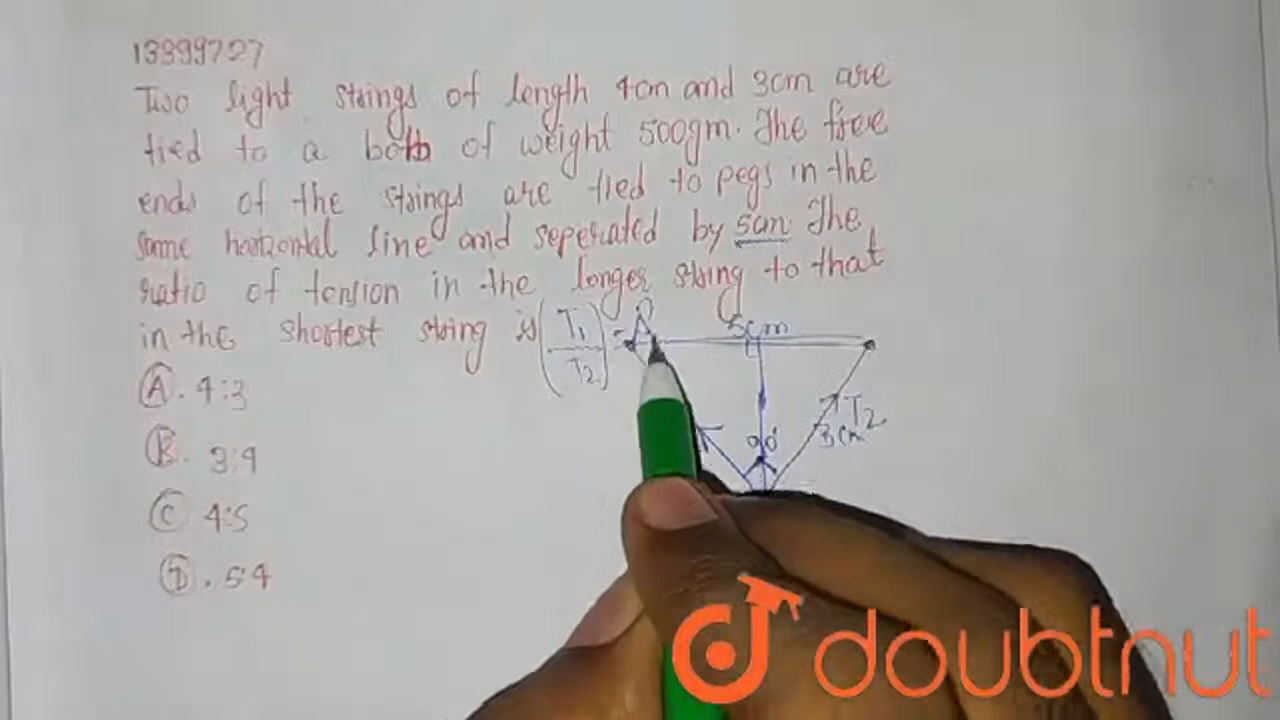 13399727
Two light strings of length 4cm and 3cm are
tied to a bob of weight 500gm. The free
ends of the strings are tied to pegs in the
same horizontal line and seperated by 5cm. The
ratio of tension in the longer string to that
in the shortest string is (T1/T2) =
A. 4:3
B. 3:4
C. 4:5
D. 5:4
5cm
T2
3cm
90°
doubtnut